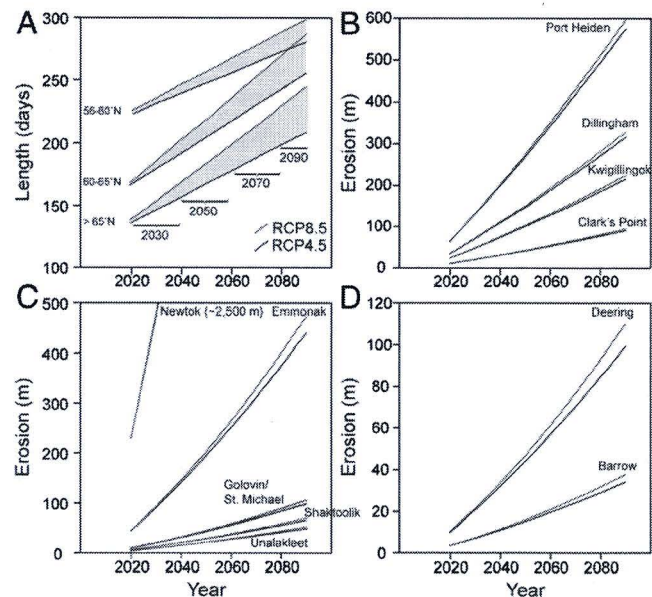 A
300
250
200
150
100
Length (days)
56-60°N
60-65°N
> 65°N
2030
2050
2070
2090
RCP8.5
RCP4.5
2020 2040 2060 2080
B
600
500
400
300
200
100
0
Erosion (m)
Port Heiden
Dillingham
Kwigillingok
Clark's Point
2020 2040 2060 2080
C
500
400
300
200
100
0
Erosion (m)
Newtok (~2,500 m) Emmonak
Golovin/
St. Michael
Shaktoolik
Unalakleet
2020 2040 2060 2080
Year
D
120
100
80
60
40
20
0
Erosion (m)
Deering
Barrow
2020 2040 2060 2080
Year